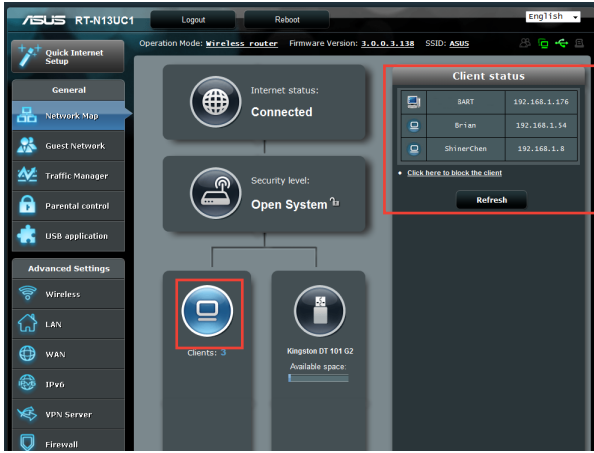 ASUS RT-N13UC1 Logout Reboot English
Operation Mode: Wireless router Firmware Version: 3.0.0.3.138 SSID: ASUS
Quick Internet
Setup
General
Network Map
Guest Network
Traffic Manager
Parental control
USB application
Advanced Settings
Wireless
LAN
WAN
IPv6
IPv6
VPN Server
Firewall
Internet status:
Connected
Security level:
Open System
Clients: 3
Kingston DT 101 G2
Available space:
Client status
BART 192.168.1.176
Brian 192.168.1.54
ShinerChen 192.168.1.8
Click here to block the client
Refresh